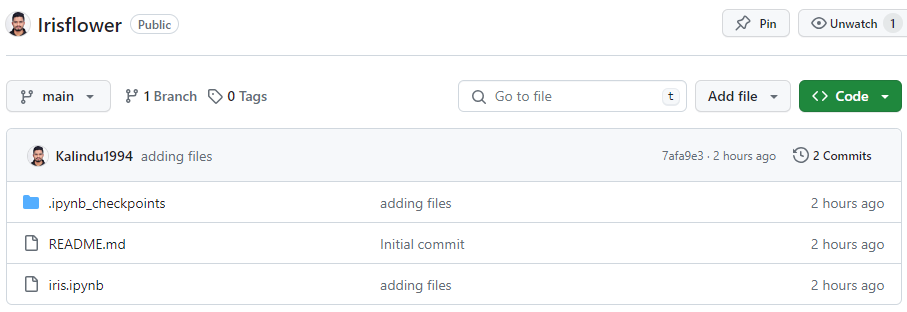 Irisflower Public Pin Unwatch 1
main 1 Branch 0 Tags Go to file t Add file Code
Kalindu1994 adding files 7afa9e3 · 2 hours ago 2 Commits
.ipynb_checkpoints adding files 2 hours ago
README.md Initial commit 2 hours ago
iris.ipynb adding files 2 hours ago